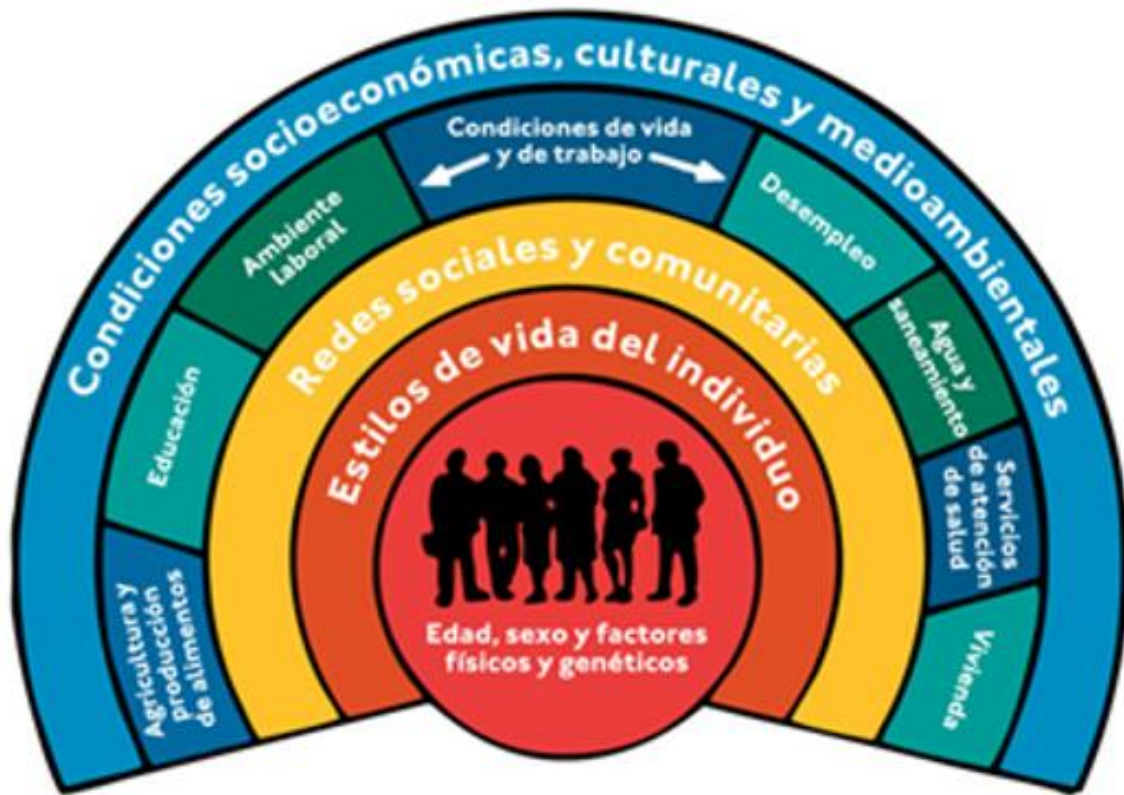 Condiciones socioeconómicas, culturales y medioambientales
Condiciones de vida
y de trabajo
Agricultura y
producción
de alimentos
Educación
Ambiente
laboral
Desempleo
Agua y
saneamiento
Servicios
de atención
de salud
Vivienda
Redes sociales y comunitarias
Estilos de vida del individuo
Edad, sexo y factores
físicos y genéticos